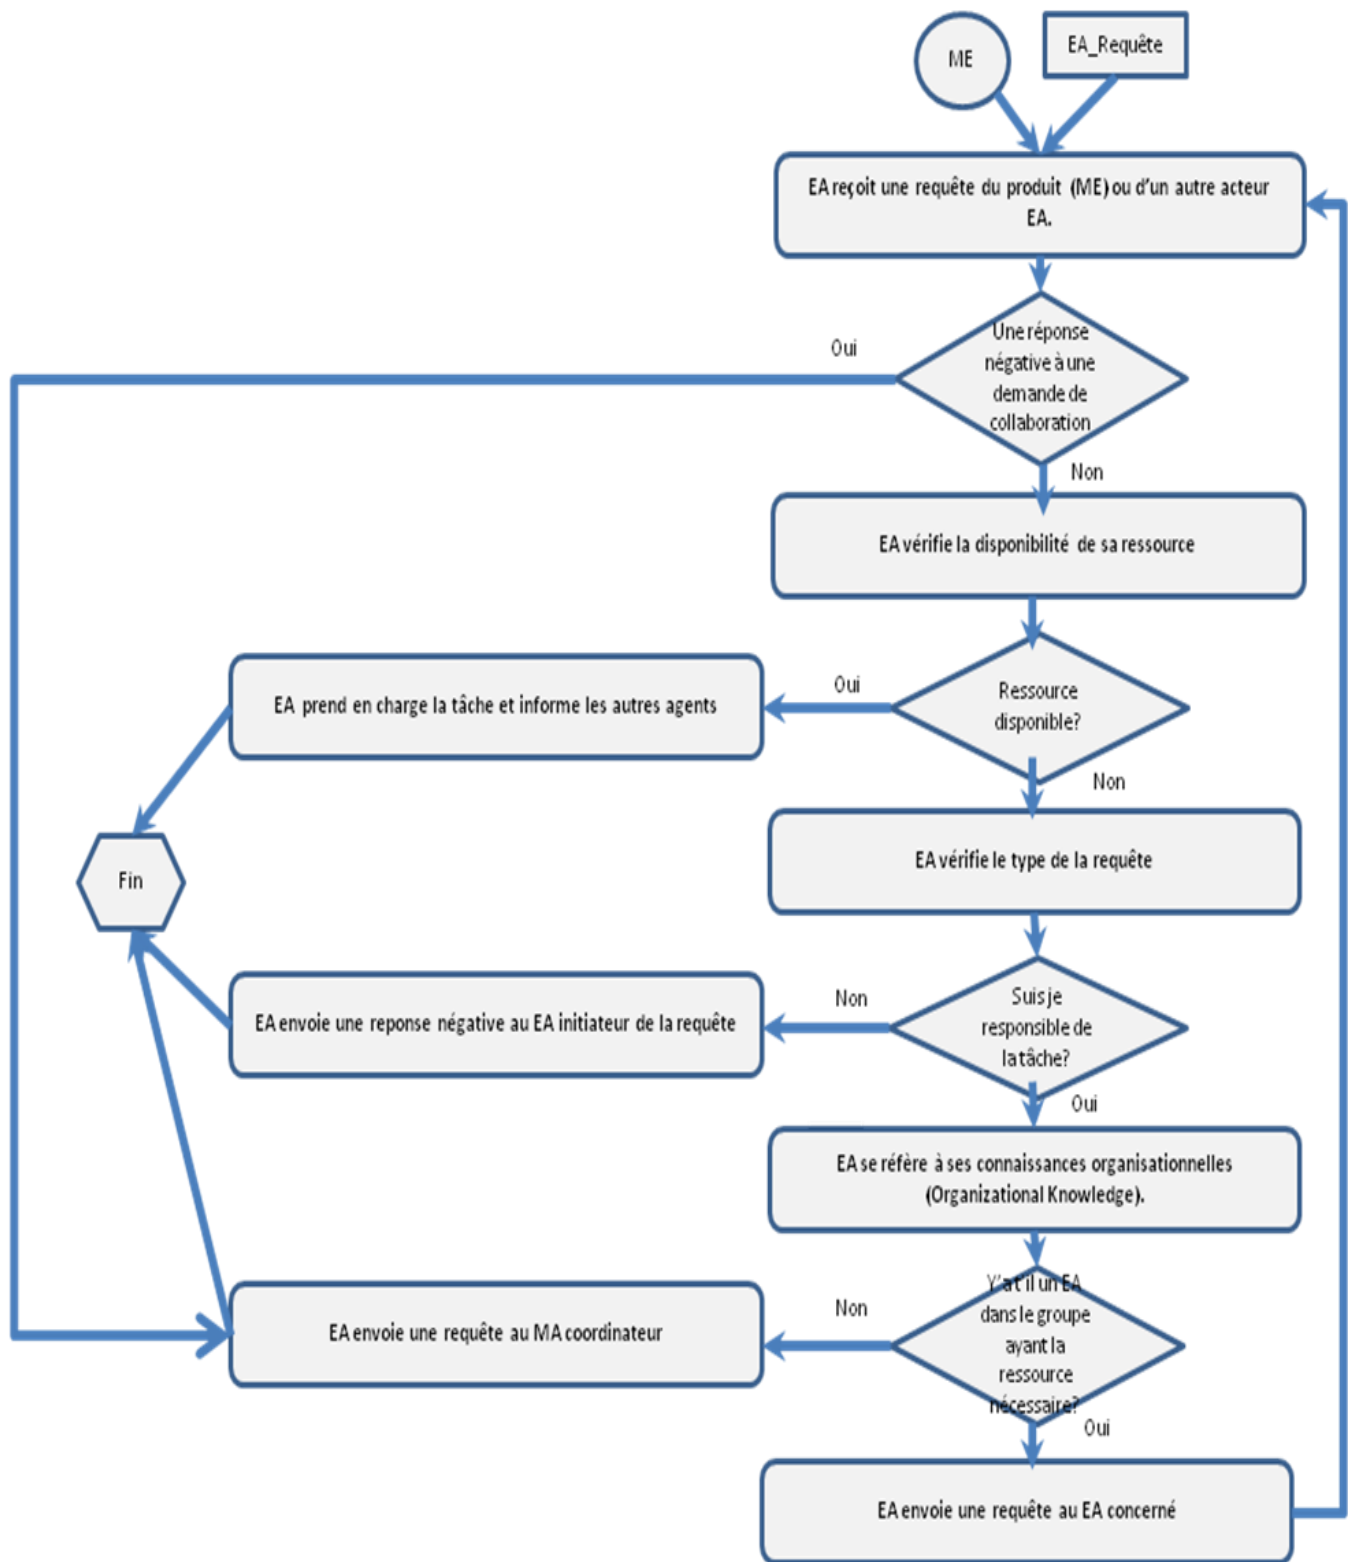 ME
EA_Requête
EA reçoit une requête du produit (ME) ou d'un autre acteur
EA.
Une réponse
négative à une
demande de
collaboration
Oui
Non
EA vérifie la disponibilité de sa ressource
Ressource
disponible?
Oui
EA prend en charge la tâche et informe les autres agents
Non
EA vérifie le type de la requête
Fin
Suis je
responsible de
la tâche?
Non
EA envoie une reponse négative au EA initiateur de la requête
Oui
EA se réfère à ses connaissances organisationnelles
(Organizational Knowledge).
Y'a t il un EA
dans le groupe
ayant la
ressource
nécessaire?
Non
EA envoie une requête au MA coordinateur
Oui
EA envoie une requête au EA concerné